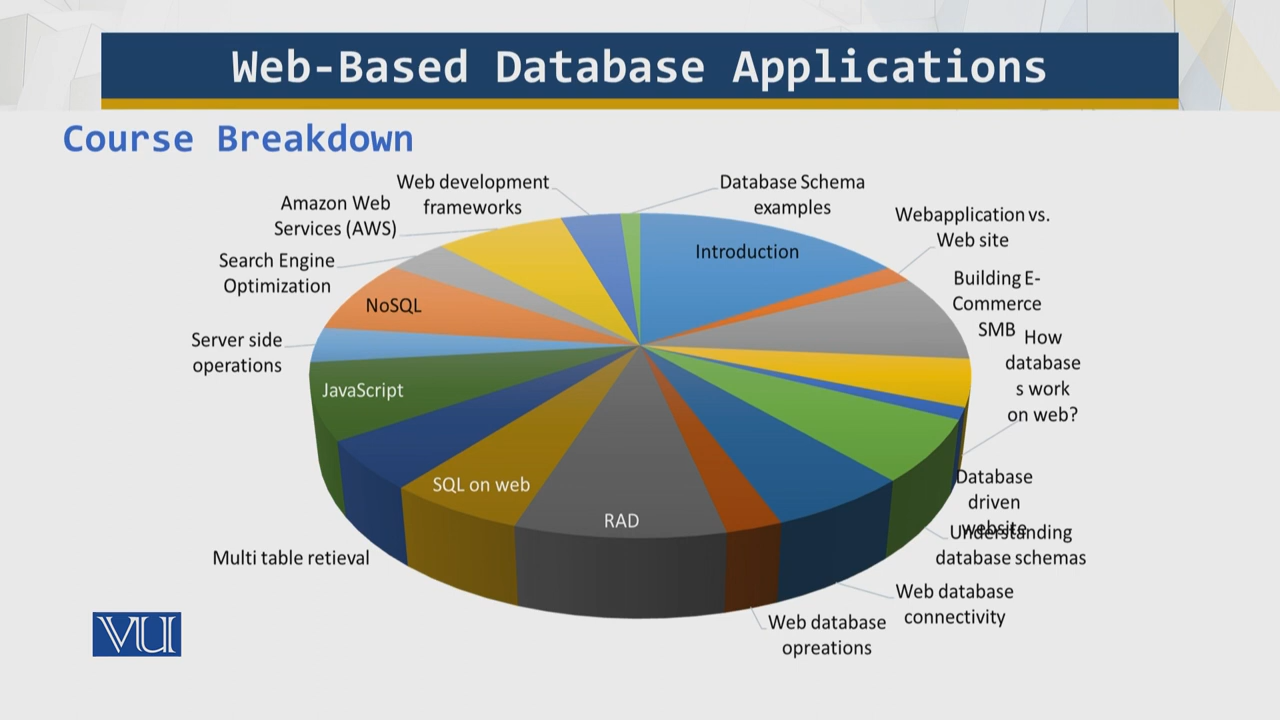 Web-Based Database Applications
Course Breakdown
Web development
frameworks
Database Schema
examples
Amazon Web
Services (AWS)
Webapplication vs.
Web site
Introduction
Search Engine
Optimization
Building E-
Commerce
SMB
NoSQL
How
database
s work
on web?
Server side
operations
JavaScript
SQL on web
Database
driven
website
Understanding
database schemas
RAD
Multi table retieval
Web database
connectivity
Web database
opreations
VU